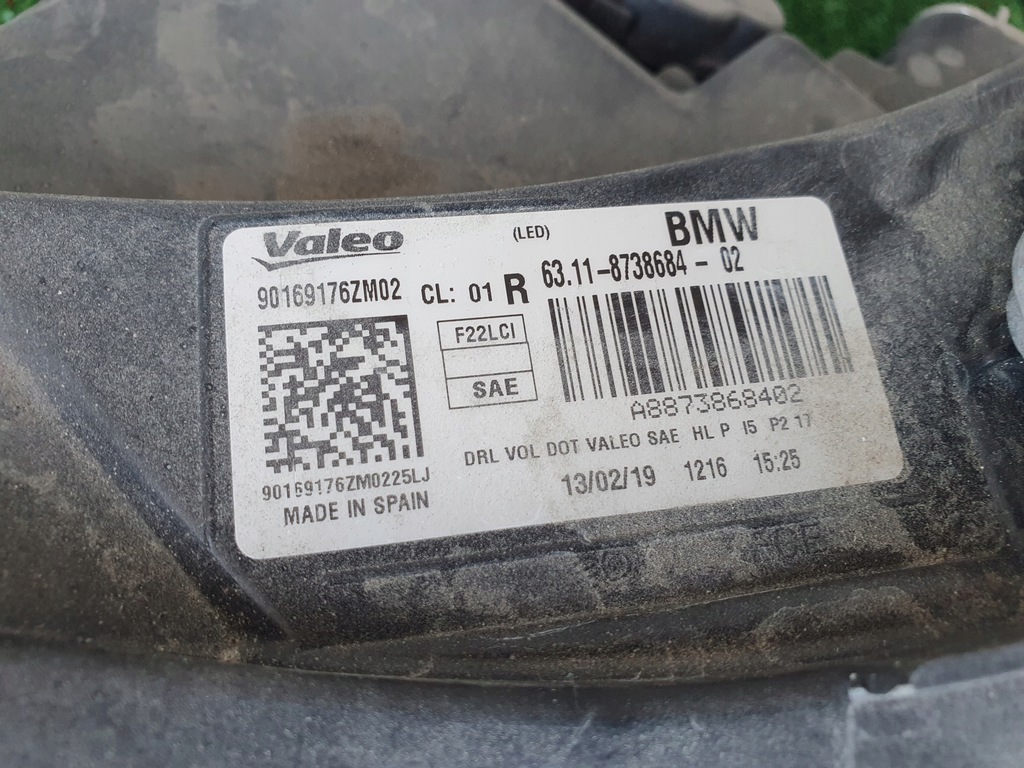 Valeo
(LED)
BMW
90169176ZM02 CL: 01 R 63.11-8738684-02
F22LCI
SAE
A8873868402
DRL VOL DOT VALEO SAE HL P I5 P2 17
90169176ZM0225LJ
13/02/19 1216 15:25
MADE IN SPAIN